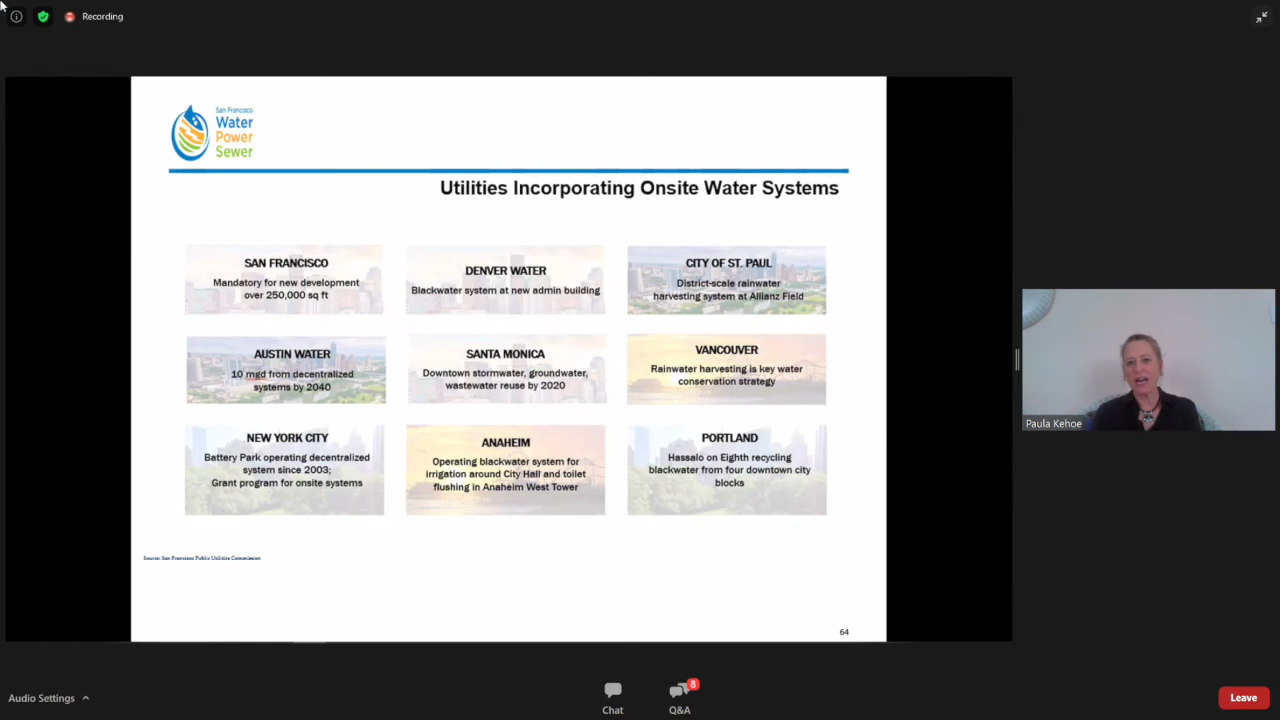 Recording
San Francisco
Water
Power
Sewer
Utilities Incorporating Onsite Water Systems
SAN FRANCISCO
Mandatory for new development
over 250,000 sq ft
DENVER WATER
Blackwater system at new admin building
CITY OF ST. PAUL
District-scale rainwater
harvesting system at Allianz Field
AUSTIN WATER
10 mgd from decentralized
systems by 2040
SANTA MONICA
Downtown stormwater, groundwater,
wastewater reuse by 2020
VANCOUVER
Rainwater harvesting is key water
conservation strategy
NEW YORK CITY
Battery Park operating decentralized
system since 2003;
Grant program for onsite systems
ANAHEIM
Operating blackwater system for
irrigation around City Hall and toilet
flushing in Anaheim West Tower
PORTLAND
Hassalo on Eighth recycling
blackwater from four downtown city
blocks
Source: San Francisco Public Utilities Commission
64
Paula Kehoe
Audio Settings
Chat
8
Q&A
Leave